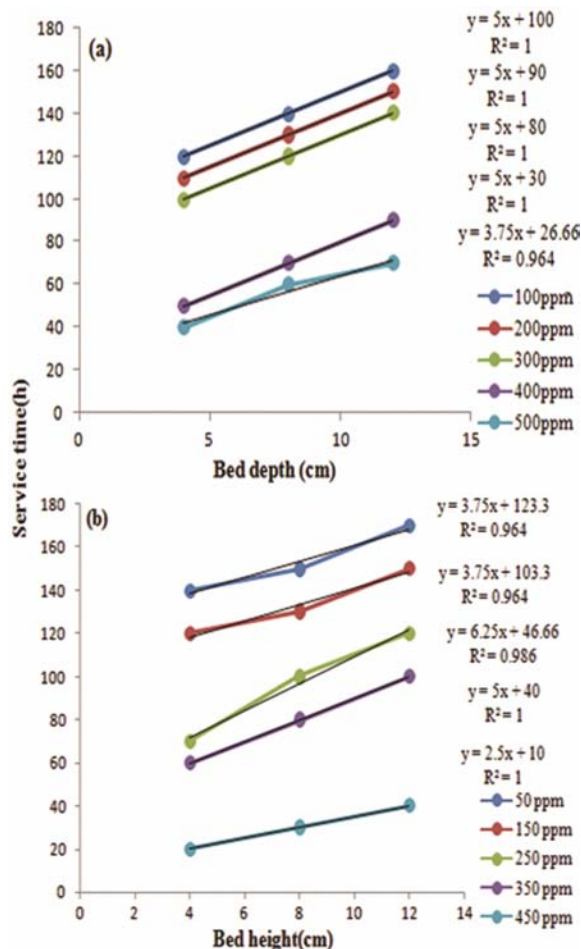 (a)
y = 5x + 100
R² = 1
y = 5x + 90
R² = 1
y = 5x + 80
R² = 1
y = 5x + 30
R² = 1
y = 3.75x + 26.66
R² = 0.964
180
160
140
120
100
80
60
40
20
0
0 5 10 15
Bed depth (cm)
100ppm
200ppm
300ppm
400ppm
500ppm
Service time(h)
(b)
y = 3.75x + 123.3
R² = 0.964
y = 3.75x + 103.3
R² = 0.964
y = 6.25x + 46.66
R² = 0.986
y = 5x + 40
R² = 1
y = 2.5x + 10
R² = 1
180
160
140
120
100
80
60
40
20
0
0 2 4 6 8 10 12 14
Bed height(cm)
50 ppm
150 ppm
250 ppm
350 ppm
450 ppm